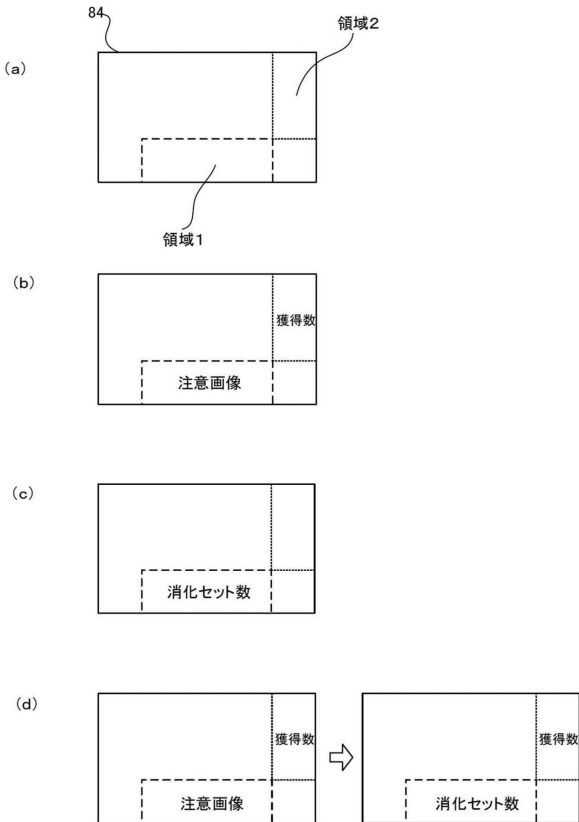 84
領域2
(a)
領域1
(b)
獲得数
注意画像
(c)
消化セット数
(d)
獲得数
獲得数
注意画像
消化セット数